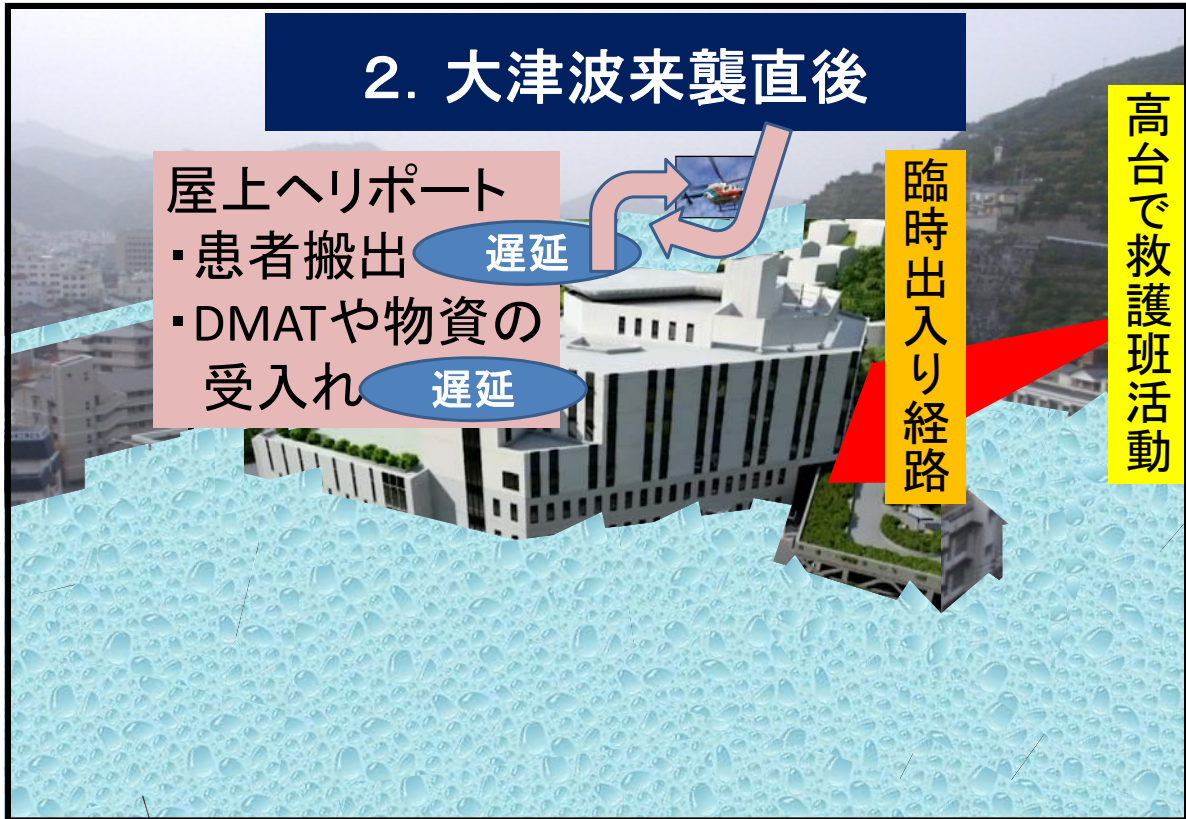 ２．大津波来襲直後
屋上ヘリポート
・患者搬出 遅延
・DMATや物資の
受入れ 遅延
臨時出入り経路
高台で救護班活動